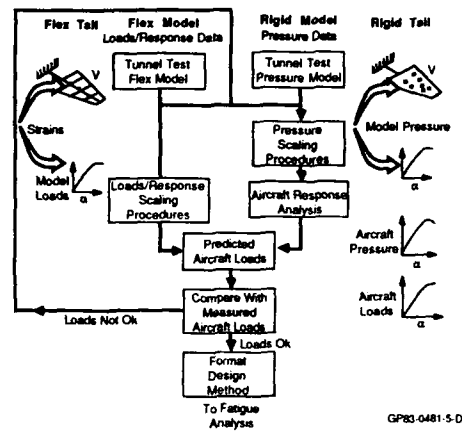 Flex Tail
Flex Model
Loads/Response Data
Rigid Model
Pressure Data
Rigid Tail
V
Tunnel Test
Flex Model
Tunnel Test
Pressure Model
V
Strains
Pressure
Scaling
Procedures
Model Pressure
Model
Loads
α
Loads/Response
Scaling
Procedures
Aircraft Response
Analysis
α
Predicted
Aircraft Loads
Aircraft
Pressure
α
Compare With
Measured
Aircraft Loads
Aircraft
Loads
α
Loads Not Ok
Loads Ok
Format
Design
Method
To Fatigue
Analysis
GP83-0481-5-D